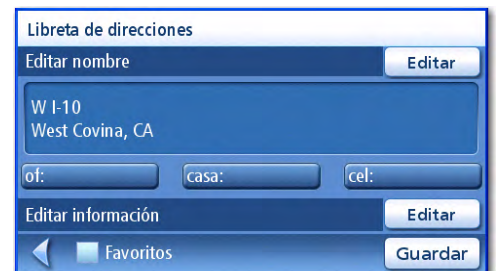 Libreta de direcciones
Editar nombre Editar
W I-10
West Covina, CA
of: casa: cel:
Editar información Editar
Favoritos Guardar